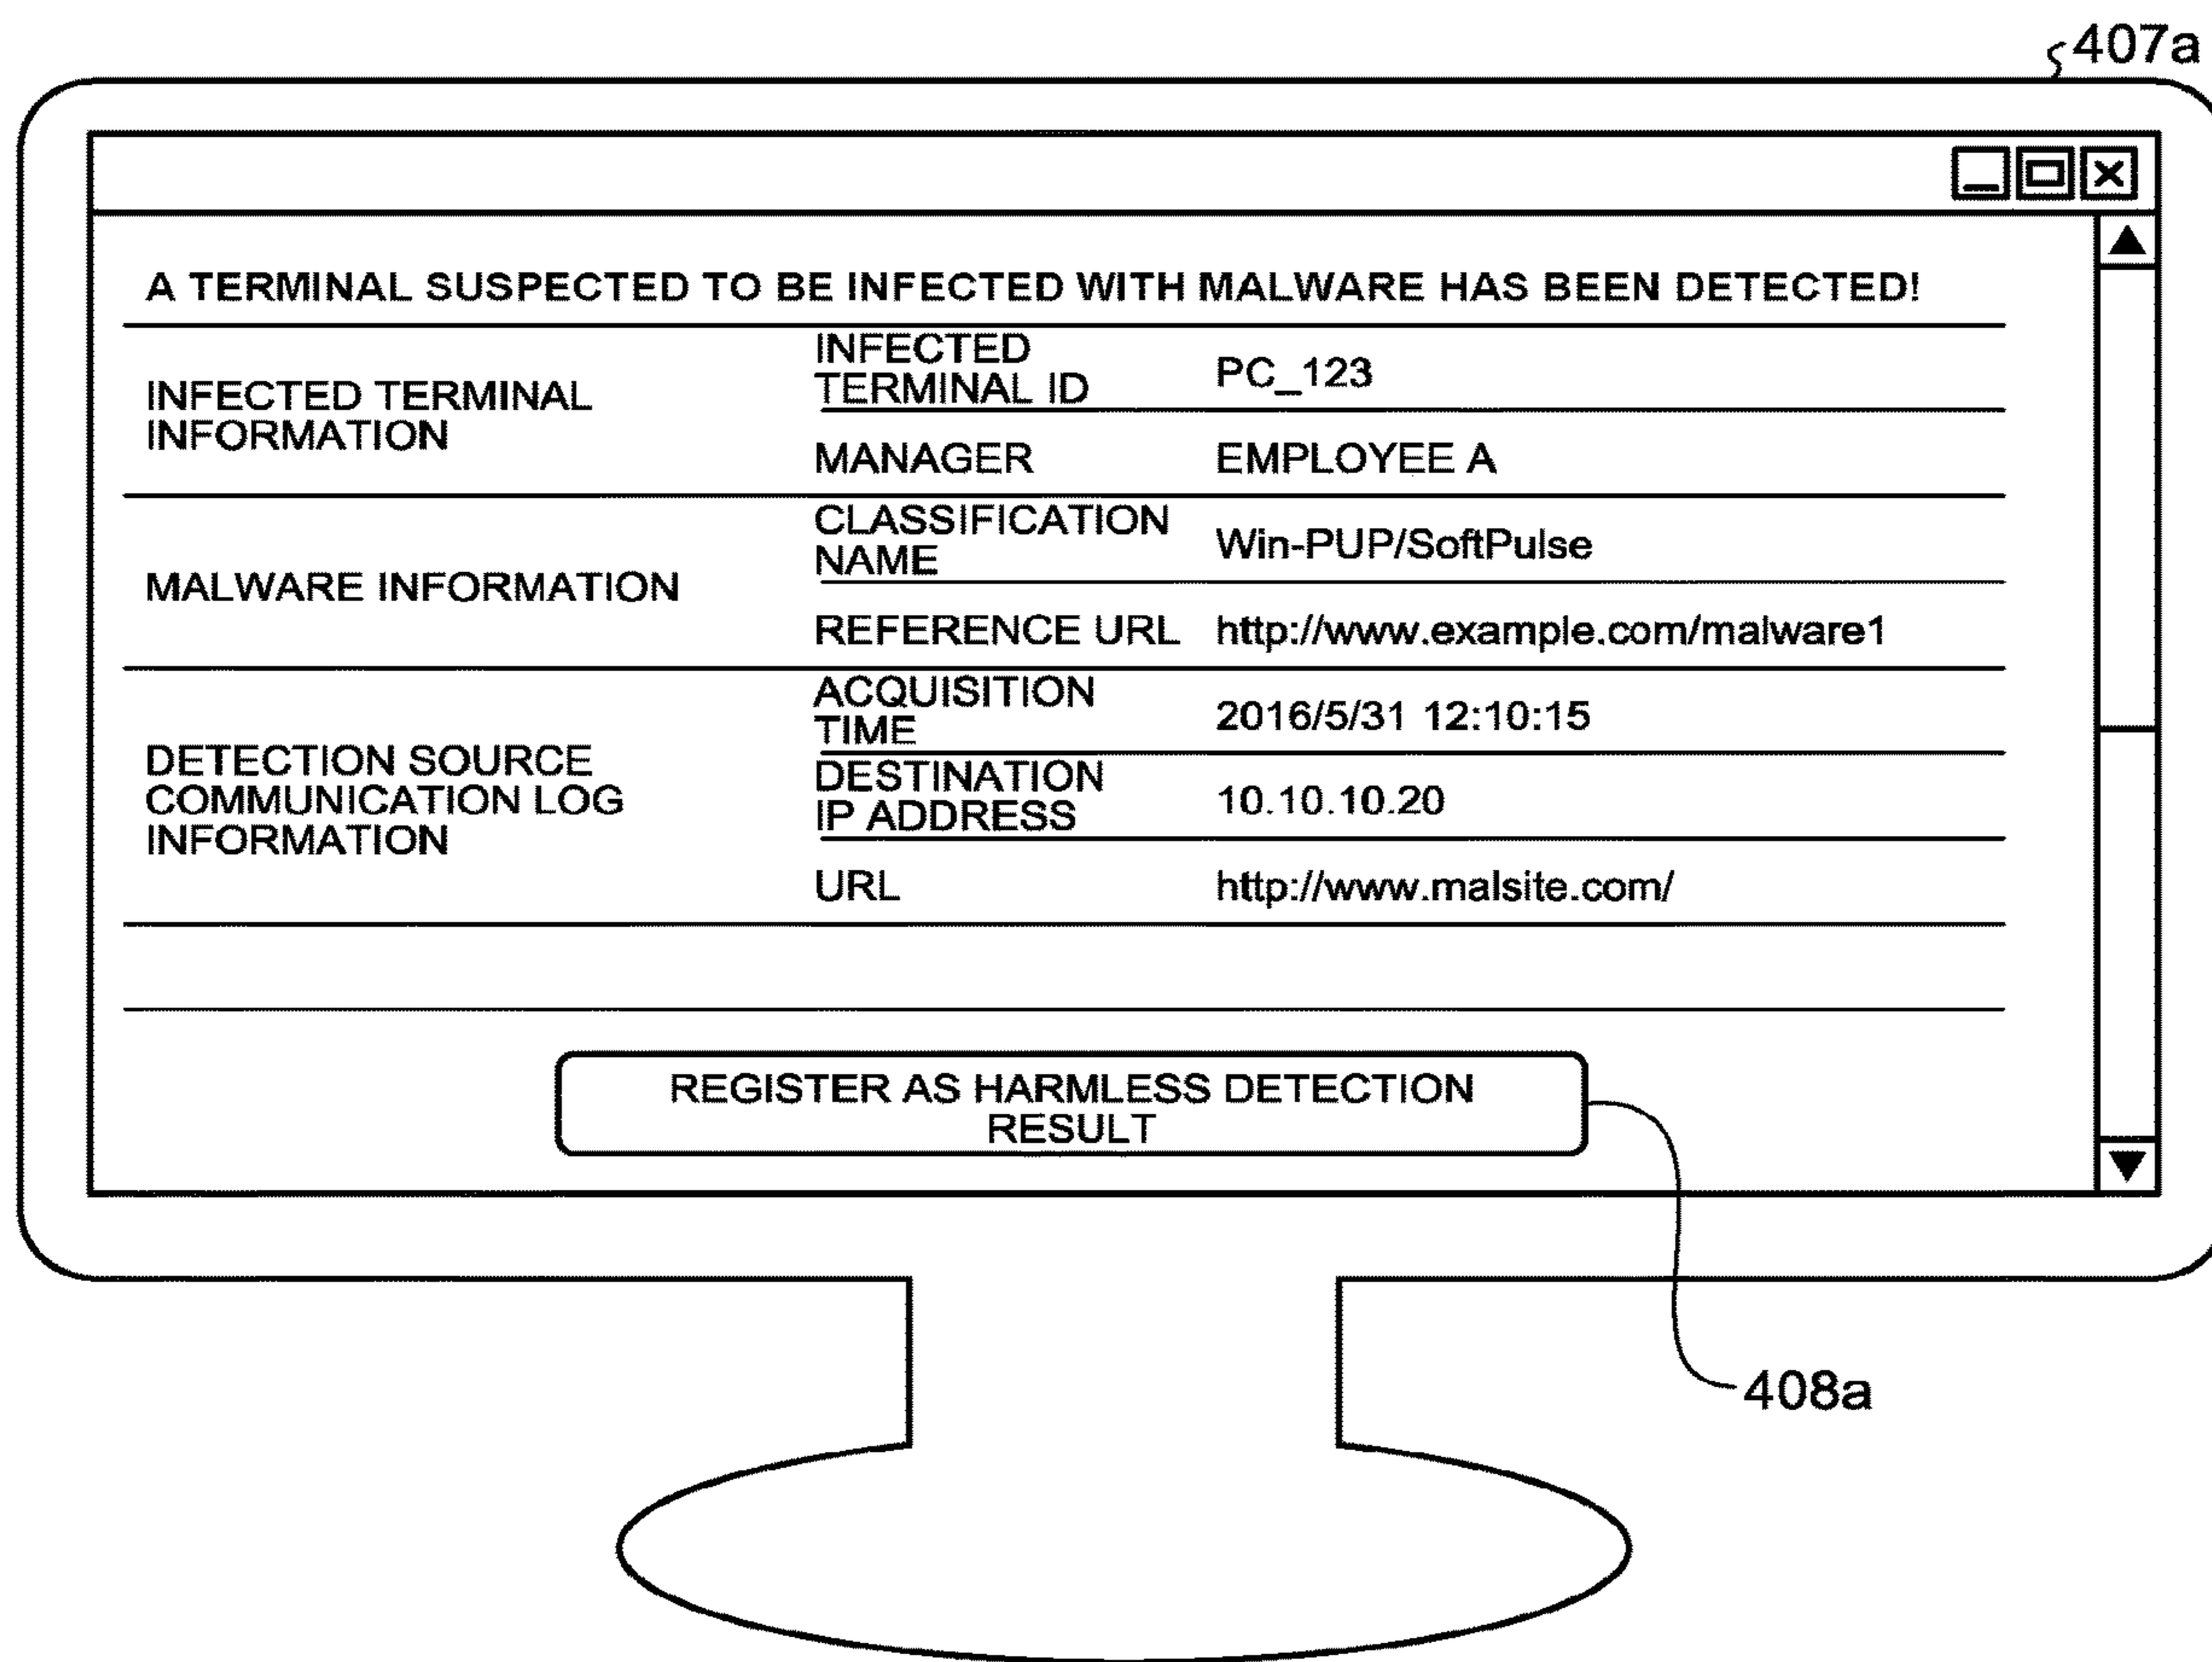 407a
A TERMINAL SUSPECTED TO BE INFECTED WITH MALWARE HAS BEEN DETECTED!
INFECTED TERMINAL
INFORMATION
INFECTED
TERMINAL ID
PC_123
MANAGER
EMPLOYEE A
MALWARE INFORMATION
CLASSIFICATION
NAME
Win-PUP/SoftPulse
REFERENCE URL
http://www.example.com/malware1
DETECTION SOURCE
COMMUNICATION LOG
INFORMATION
ACQUISITION
TIME
2016/5/31 12:10:15
DESTINATION
IP ADDRESS
10.10.10.20
URL
http://www.malsite.com/
REGISTER AS HARMLESS DETECTION
RESULT
408a